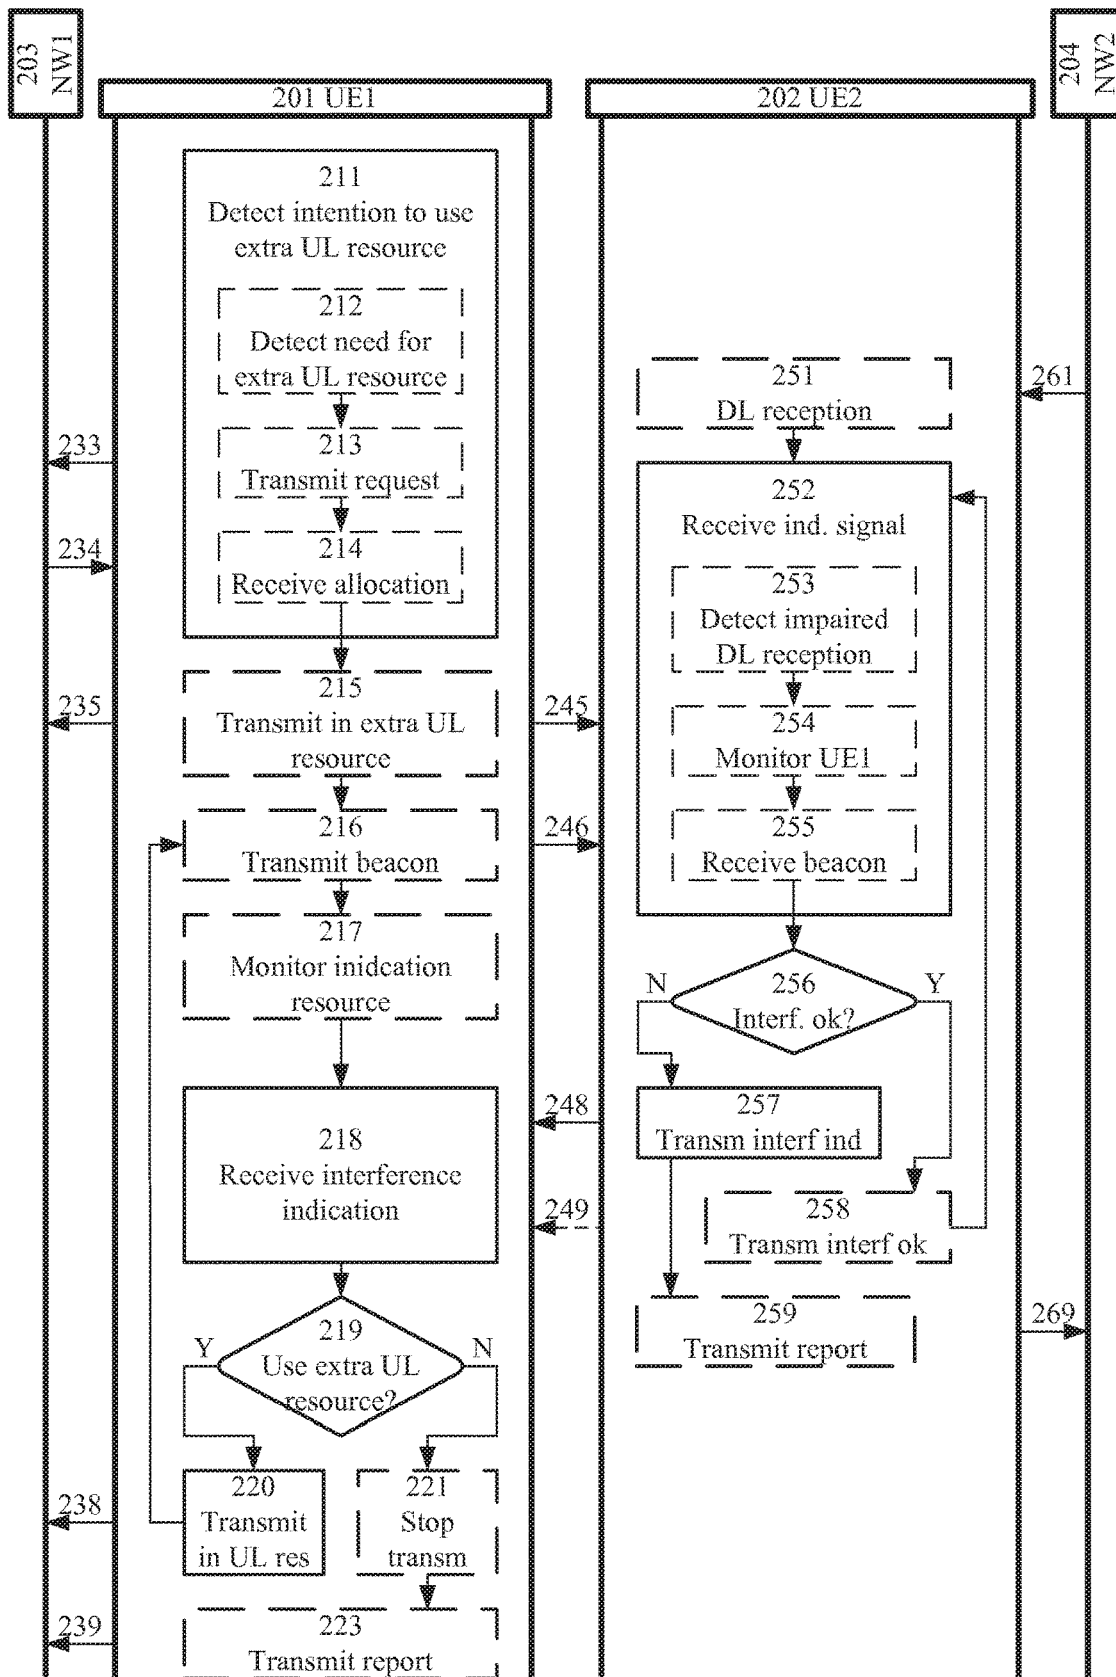 203
NW1
201 UE1
202 UE2
204
NW2
211
Detect intention to use
extra UL resource
212
Detect need for
extra UL resource
213
Transmit request
214
Receive allocation
233
234
215
Transmit in extra UL
resource
235
245
216
Transmit beacon
246
217
Monitor inidcation
resource
218
Receive interference
indication
248
249
219
Use extra UL
resource?
Y
N
220
Transmit
in UL res
221
Stop
transm
238
223
Transmit report
239
251
DL reception
261
252
Receive ind. signal
253
Detect impaired
DL reception
254
Monitor UE1
255
Receive beacon
256
Interf. ok?
N
Y
257
Transm interf ind
258
Transm interf ok
259
Transmit report
269